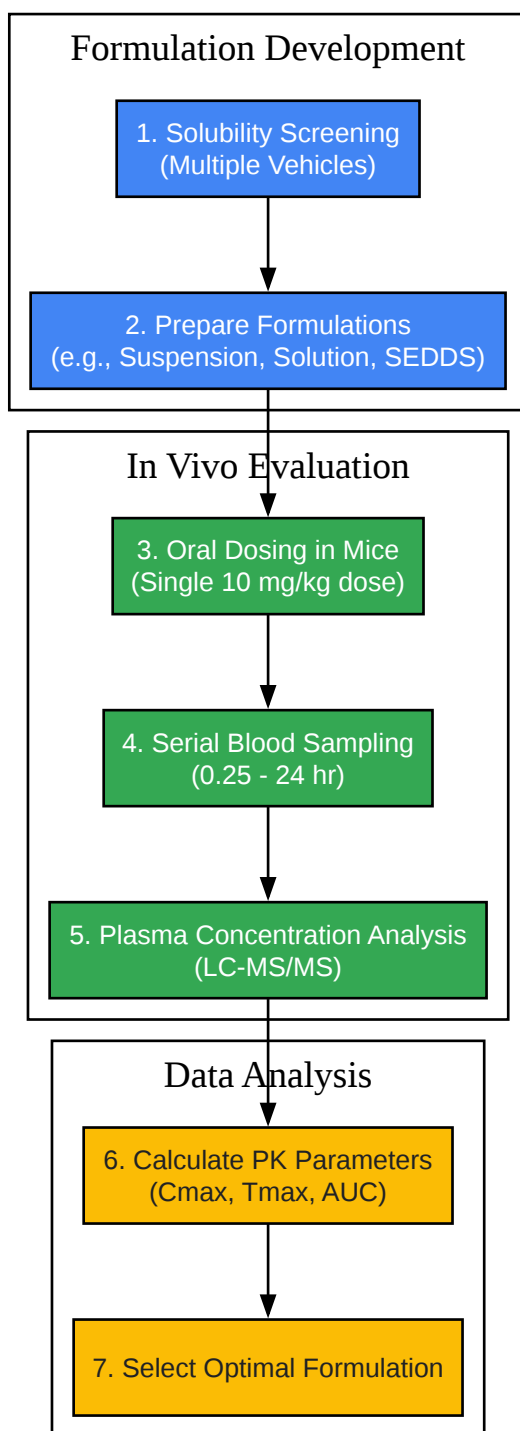 Formulation Development
1. Solubility Screening
(Multiple Vehicles)
2. Prepare Formulations
(e.g., Suspension, Solution, SEDDS)
In Vivo Evaluation
3. Oral Dosing in Mice
(Single 10 mg/kg dose)
4. Serial Blood Sampling
(0.25 - 24 hr)
5. Plasma Concentration Analysis
(LC-MS/MS)
Data Analysis
6. Calculate PK Parameters
(Cmax, Tmax, AUC)
7. Select Optimal Formulation